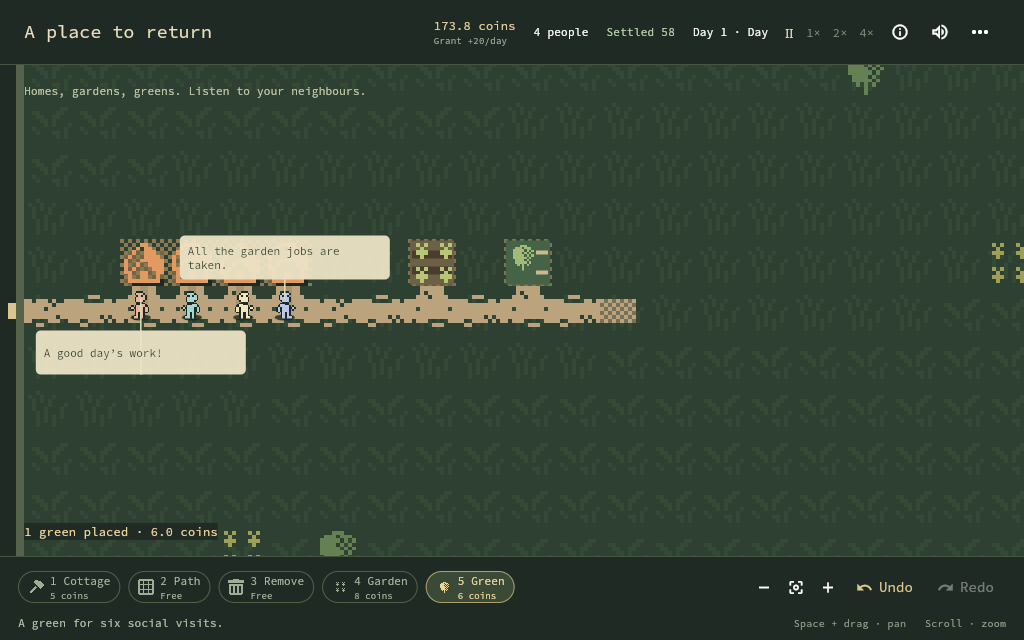 A place to return
173.8 coins
Grant +20/day
4 people
Settled 58
Day 1 · Day
1×
2×
4×
Homes, gardens, greens. Listen to your neighbours.
All the garden jobs are
taken.
A good day's work!
1 green placed · 6.0 coins
1 Cottage
5 coins
2 Path
Free
3 Remove
Free
4 Garden
8 coins
5 Green
6 coins
Undo
Redo
A green for six social visits.
Space + drag · pan
Scroll · zoom